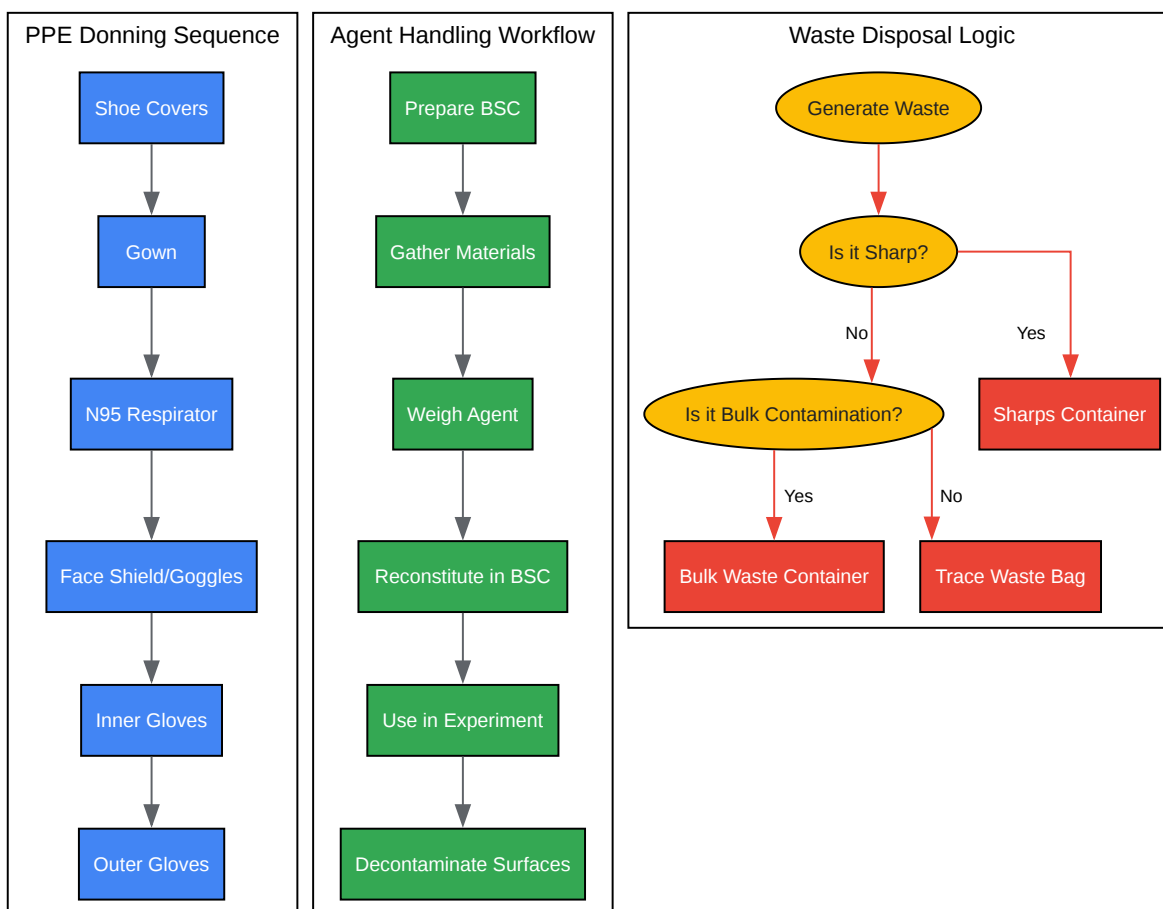 PPE Donning Sequence
Shoe Covers
Gown
N95 Respirator
Face Shield/Goggles
Inner Gloves
Outer Gloves
Agent Handling Workflow
Prepare BSC
Gather Materials
Weigh Agent
Reconstitute in BSC
Use in Experiment
Decontaminate Surfaces
Waste Disposal Logic
Generate Waste
Is it Sharp?
No
Yes
Is it Bulk Contamination?
Sharps Container
Yes
No
Bulk Waste Container
Trace Waste Bag